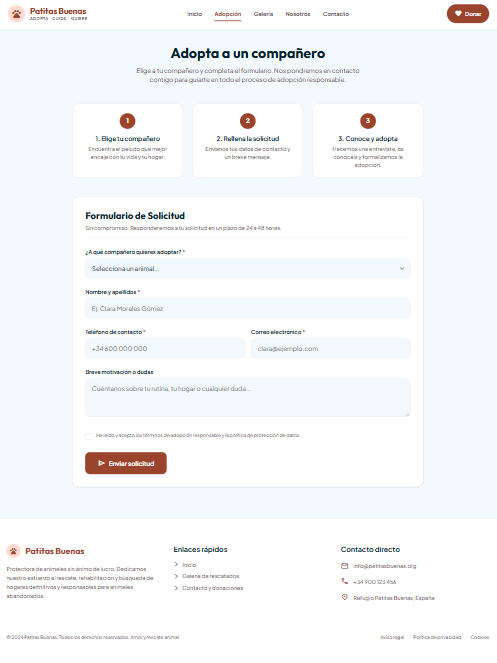 Patitas Buenas
ADOPTA · CUIDA · QUIERE
Inicio
Adopción
Galería
Nosotros
Contacto
Donar
Adopta a un compañero
Elige a tu compañero y completa el formulario. Nos pondremos en contacto
contigo para guiarte en todo el proceso de adopción responsable.
1
1. Elige tu compañero
Encuentra el peludo que mejor
encaje con tu vida y tu hogar.
2
2. Rellena la solicitud
Envíanos tus datos de contacto y
un breve mensaje.
3
3. Conoce y adopta
Hacemos una entrevista, os
conocéis y formalizamos la
adopción.
Formulario de Solicitud
Sin compromiso. Responderemos a tu solicitud en un plazo de 24 a 48 horas.
¿A qué compañero quieres adoptar? *
Selecciona un animal...
Nombre y apellidos *
Ej: Clara Morales Gómez
Teléfono de contacto *
Correo electrónico *
+34 600 000 000
clara@ejemplo.com
Breve motivación o dudas
Cuéntanos sobre tu rutina, tu hogar o cualquier duda...
He leído y acepto los términos de adopción responsable y la política de protección de datos.
Enviar solicitud
Patitas Buenas
Protectora de animales sin ánimo de lucro. Dedicamos
nuestro esfuerzo al rescate, rehabilitación y búsqueda de
hogares definitivos y responsables para animales
abandonados.
Enlaces rápidos
Inicio
Galería de rescatados
Contacto y donaciones
Contacto directo
info@patitasbuenas.org
+34 900 123 456
Refugio Patitas Buenas, España
© 2024 Patitas Buenas. Todos los derechos reservados. Amor y rescate animal.
Aviso legal
Política de privacidad
Cookies